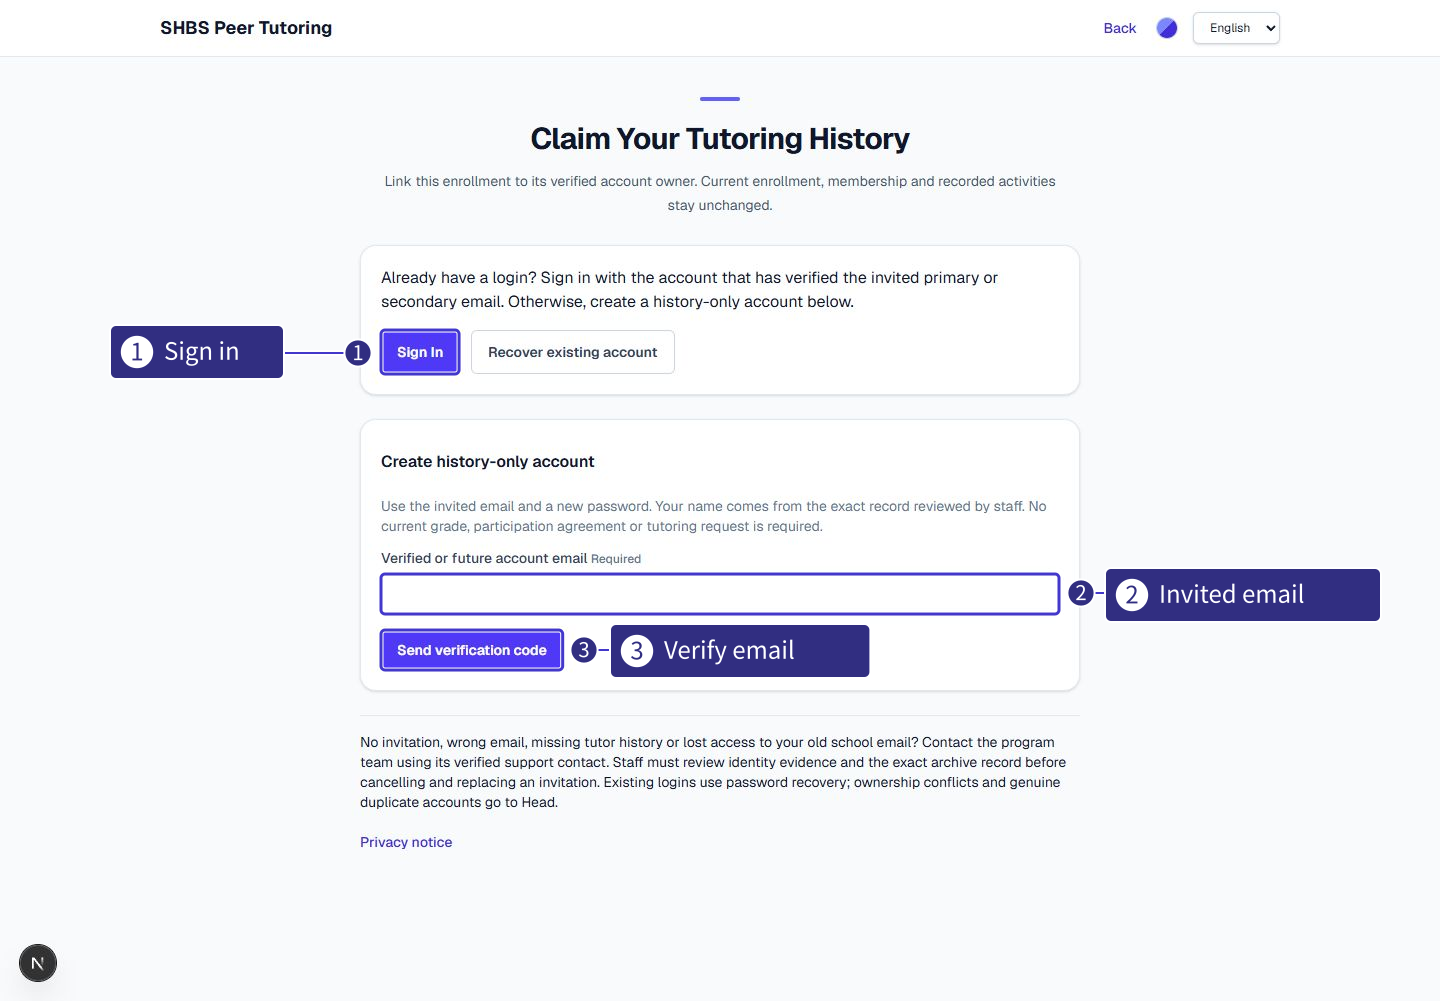 SHBS Peer Tutoring
Back
English
Claim Your Tutoring History
Link this enrollment to its verified account owner. Current enrollment, membership and recorded activities
stay unchanged.
Already have a login? Sign in with the account that has verified the invited primary or
secondary email. Otherwise, create a history-only account below.
1 Sign in
1
Sign In
Recover existing account
Create history-only account
Use the invited email and a new password. Your name comes from the exact record reviewed by staff. No
current grade, participation agreement or tutoring request is required.
Verified or future account email Required
2
2 Invited email
Send verification code
3
3 Verify email
No invitation, wrong email, missing tutor history or lost access to your old school email? Contact the program
team using its verified support contact. Staff must review identity evidence and the exact archive record before
cancelling and replacing an invitation. Existing logins use password recovery; ownership conflicts and genuine
duplicate accounts go to Head.
Privacy notice
N